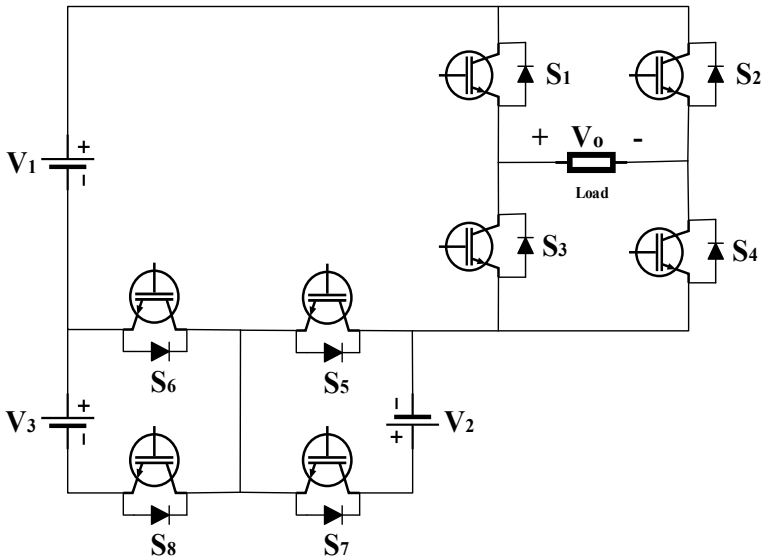 S1
S2
+
V1
-
+ Vo -
Load
S3
S4
S6
S5
+
V3
-
-
V2
+
S8
S7